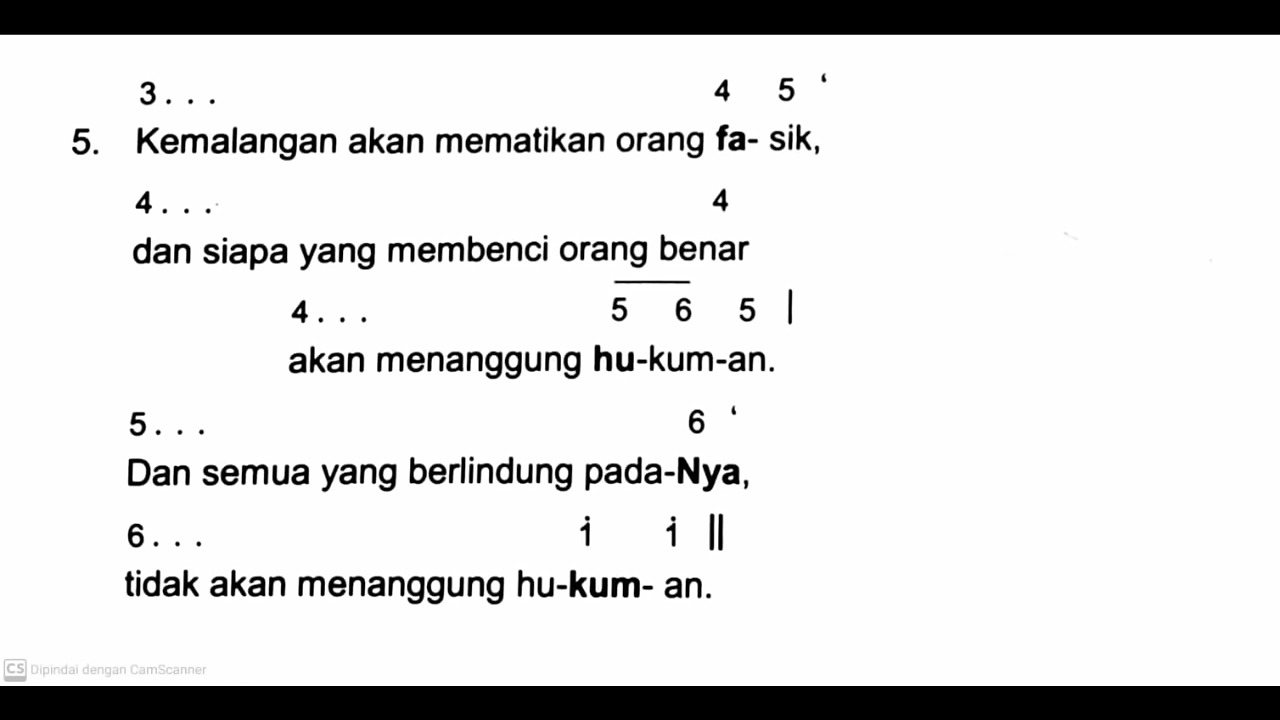 3 . . . 4 5 ‘
5. Kemalangan akan mematikan orang fa- sik,
4 . . . 4
dan siapa yang membenci orang benar
4 . . . 5 6 5 |
akan menanggung hu-kum-an.
5 . . . 6 ‘
Dan semua yang berlindung pada-Nya,
6 . . . i i ||
tidak akan menanggung hu-kum- an.
CS Dipindai dengan CamScanner